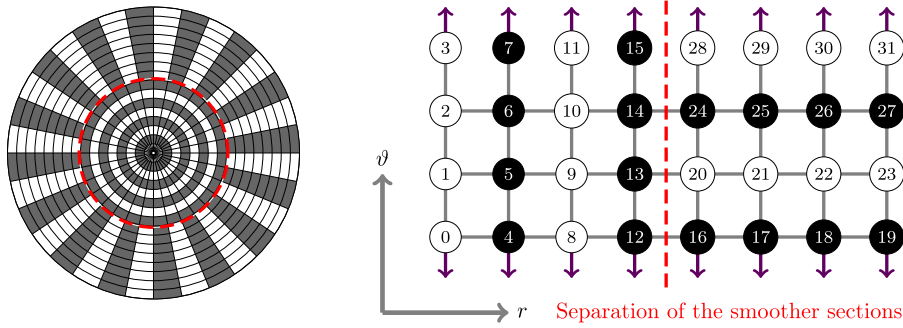 3 7 11 15 28 29 30 31
2 6 10 14 24 25 26 27
ϑ
1 5 9 13 20 21 22 23
0 4 8 12 16 17 18 19
r
Separation of the smoother sections